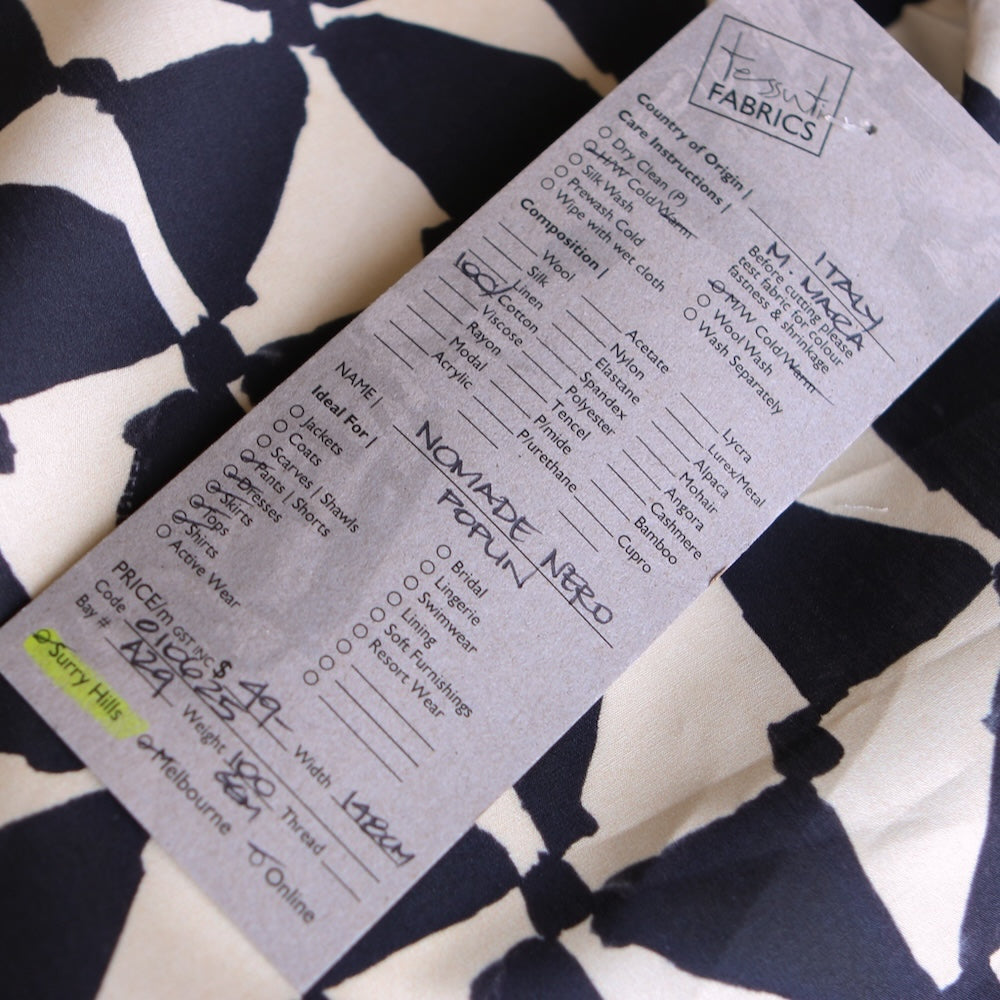 Tessuti
FABRICS
Country of Origin | ITALY
M. MARA
Care Instructions |
Before cutting please
test fabric for colour
fastness & shrinkage
Dry Clean (P)
H/W Cold/Warm
M/W Cold/Warm
Silk Wash
Wool Wash
Prewash Cold
Wash Separately
Wipe with wet cloth
Composition |
Wool
Acetate
Lycra
Silk
Nylon
Lurex/Metal
Linen
Elastane
Alpaca
100/ Cotton
Spandex
Mohair
Viscose
Polyester
Angora
Rayon
Tencel
Cashmere
Modal
P/mide
Bamboo
Acrylic
P/urethane
Cupro
NAME | NOMADE NERO
POPLIN
Ideal For |
Jackets
Bridal
Coats
Lingerie
Scarves | Shawls
Swimwear
Pants | Shorts
Lining
Dresses
Soft Furnishings
Skirts
Resort Wear
Tops
Shirts
Active Wear
PRICE/m GST INC $ 49-
Code 0110625 Width 148CM
Bay # A29 Weight 100 GSM Thread
Surry Hills Melbourne Online